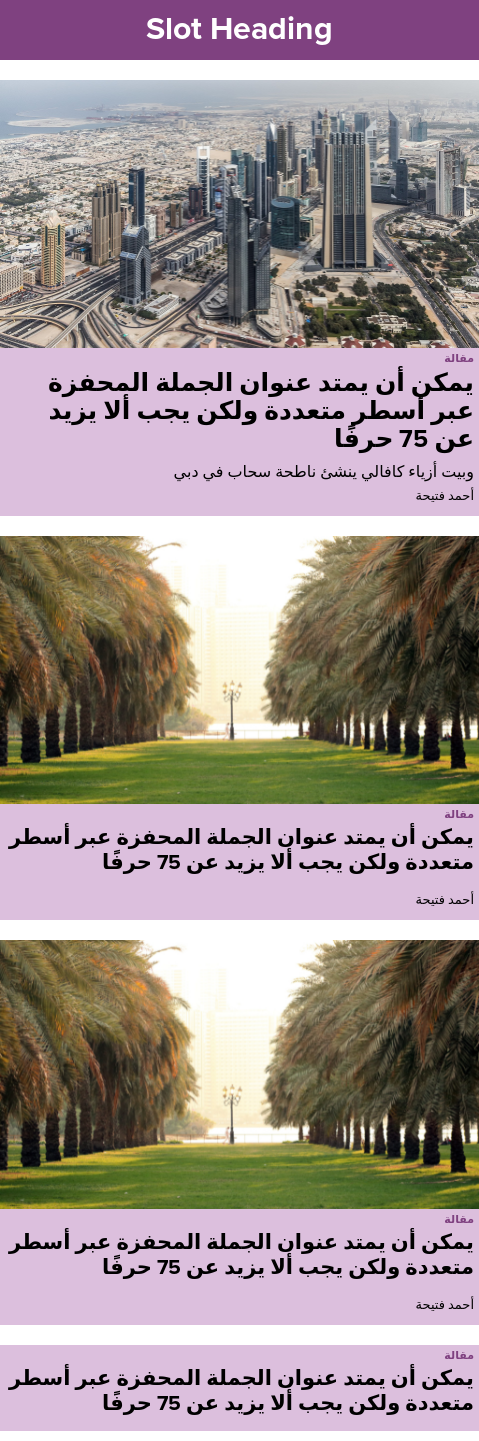 Slot Heading
مقالة
يمكن أن يمتد عنوان الجملة المحفزة
عبر أسطر متعددة ولكن يجب ألا يزيد
عن 75 حرفًا
وبيت أزياء كافالي ينشئ ناطحة سحاب في دبي
أحمد فتيحة
مقالة
يمكن أن يمتد عنوان الجملة المحفزة عبر أسطر
متعددة ولكن يجب ألا يزيد عن 75 حرفًا
أحمد فتيحة
مقالة
يمكن أن يمتد عنوان الجملة المحفزة عبر أسطر
متعددة ولكن يجب ألا يزيد عن 75 حرفًا
أحمد فتيحة
مقالة
يمكن أن يمتد عنوان الجملة المحفزة عبر أسطر
متعددة ولكن يجب ألا يزيد عن 75 حرفًا